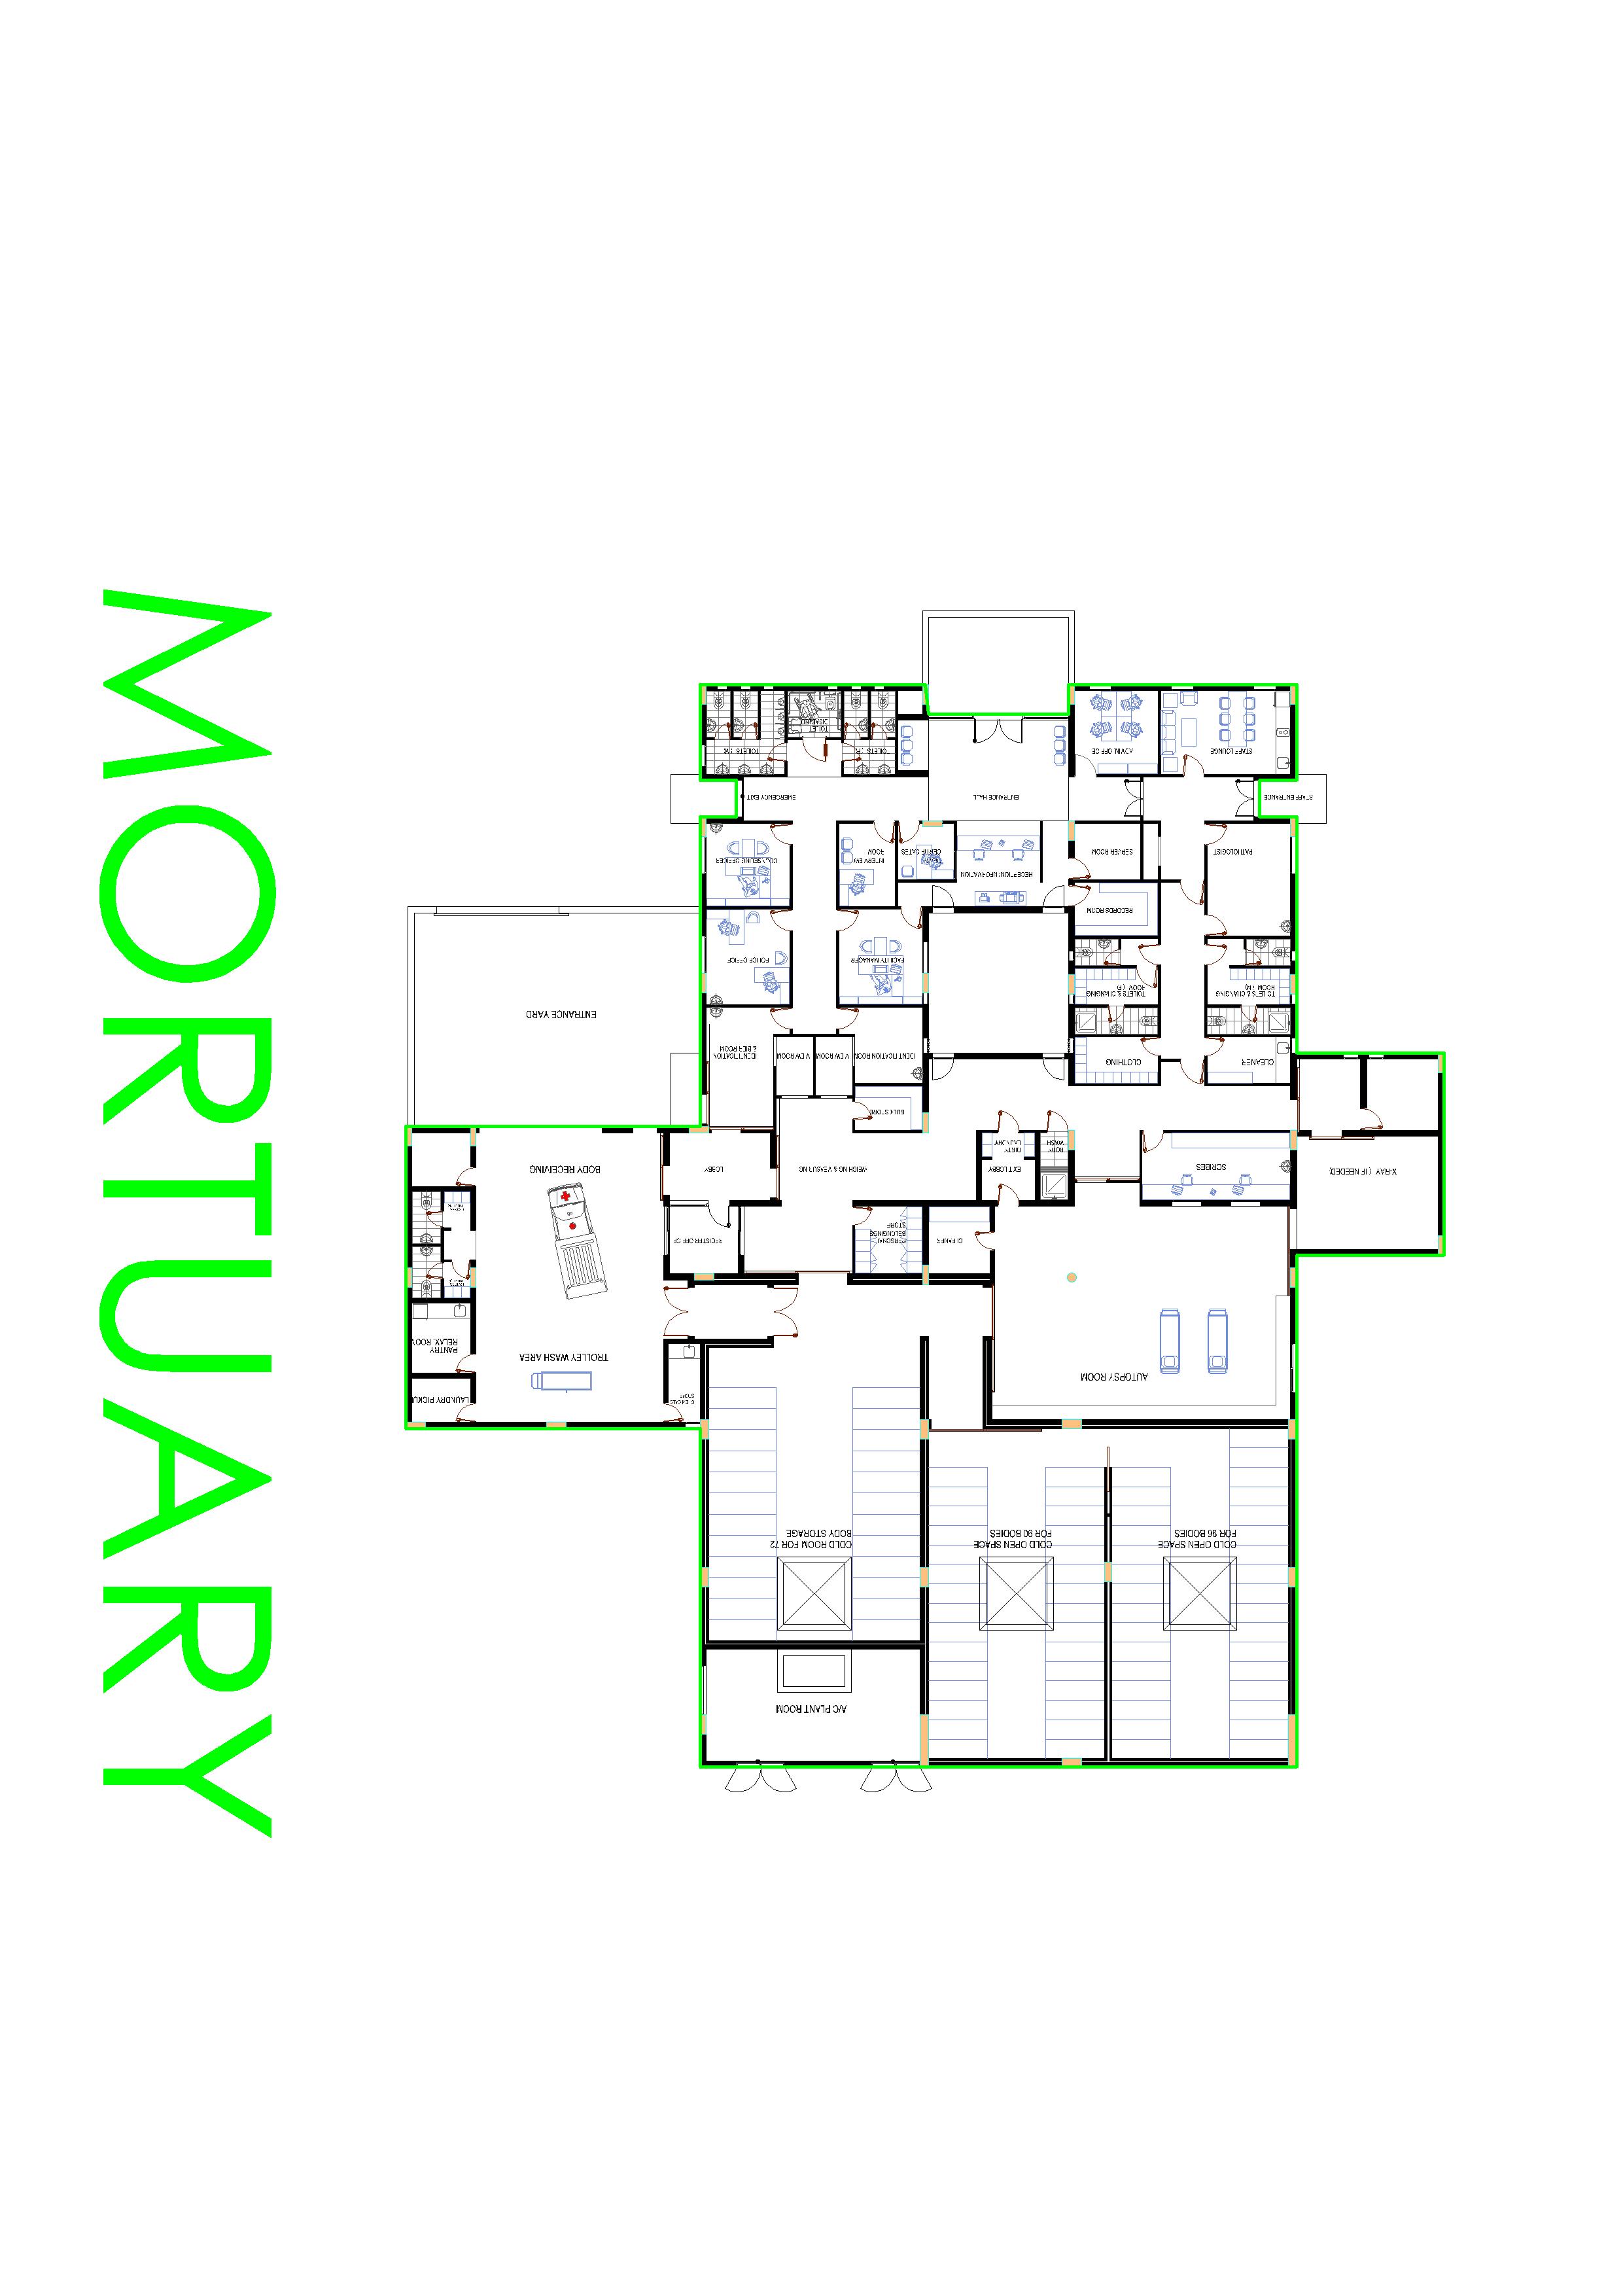 MORTUARY
TOILETS (M)
TOILET
DISABLED
TOILETS (F)
ADMIN OFFICE
STAFF LOUNGE
EMERGENCY EXIT
ENTRANCE HALL
STAFF ENTRANCE
COUNSELING OFFICER
INTERVIEW
ROOM
DEATH
CERTIFICATES
RECEPTION/INFORMATION
SERVER ROOM
PATHOLOGIST
RECORDS ROOM
POLICE OFFICE
FACILITY MANAGER
TOILETS & CHANGING
ROOM (F)
TOILETS & CHANGING
ROOM (M)
ENTRANCE YARD
IDENTIFICATION
& BIER ROOM
VIEW ROOM
VIEW ROOM
IDENTIFICATION ROOM
CLOTHING
CLEANER
BULK STORE
BODY RECEIVING
LOBBY
WEIGHING & MEASURING
DIRTY
LAUNDRY
EXT LOBBY
BODY
WASH
SCRIBES
X-RAY ( IF NEEDED)
REGISTER OFFICE
PERSONAL
BELONGINGS
STORE
CLEANER
PANTRY
RELAX. ROOM
TROLLEY WASH AREA
LAUNDRY PICKUP
STORE
AUTOPSY ROOM
COLD ROOM FOR 72
BODY STORAGE
COLD OPEN SPACE
FOR 90 BODIES
COLD OPEN SPACE
FOR 96 BODIES
A/C PLANT ROOM